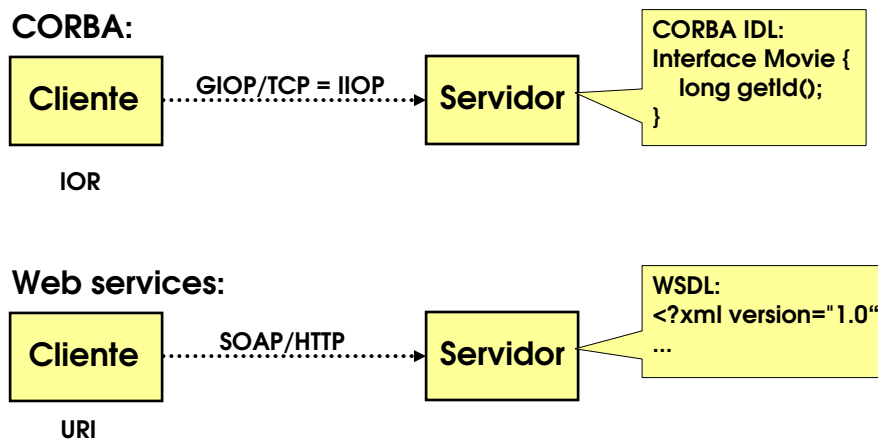 CORBA:
Cliente
GIOP/TCP = IIOP
Servidor
CORBA IDL:
Interface Movie {
long getId();
}
IOR
Web services:
Cliente
SOAP/HTTP
Servidor
WSDL:
<?xml version="1.0“
...
URI